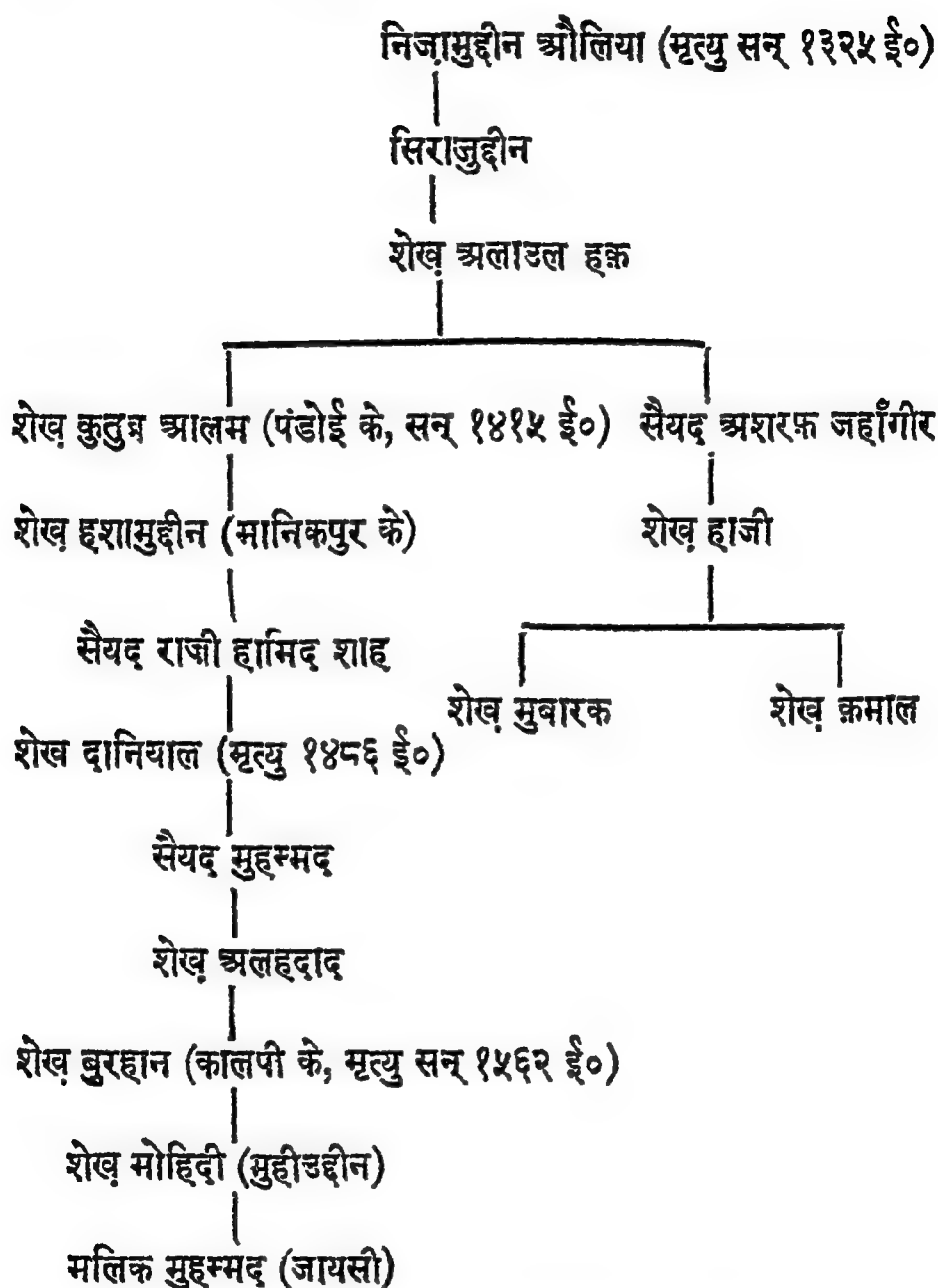 निज़ामुद्दीन औलिया (मृत्यु सन् १३२५ ई०)
सिराजुद्दीन
शेख़ अलाउल हक़
शेख़ कुतुब आलम (पंडोई के, सन् १४१५ ई०) सैयद अशरफ़ जहाँगीर
शेख़ हशामुद्दीन (मानिकपुर के) शेख़ हाजी
सैयद राजी हामिद शाह
शेख़ मुबारक शेख़ क़माल
शेख़ दानियाल (मृत्यु १४८६ ई०)
सैयद मुहम्मद
शेख़ अलहदाद
शेख़ बुरहान (कालपी के, मृत्यु सन् १५६२ ई०)
शेख़ मोहिदी (मुहीउद्दीन)
मलिक मुहम्मद (जायसी)